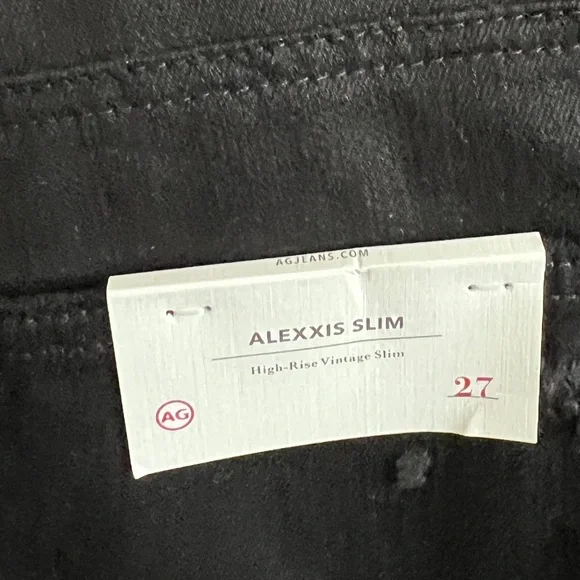 AGJEANS.COM
ALEXXIS SLIM
High-Rise Vintage Slim
AG
27